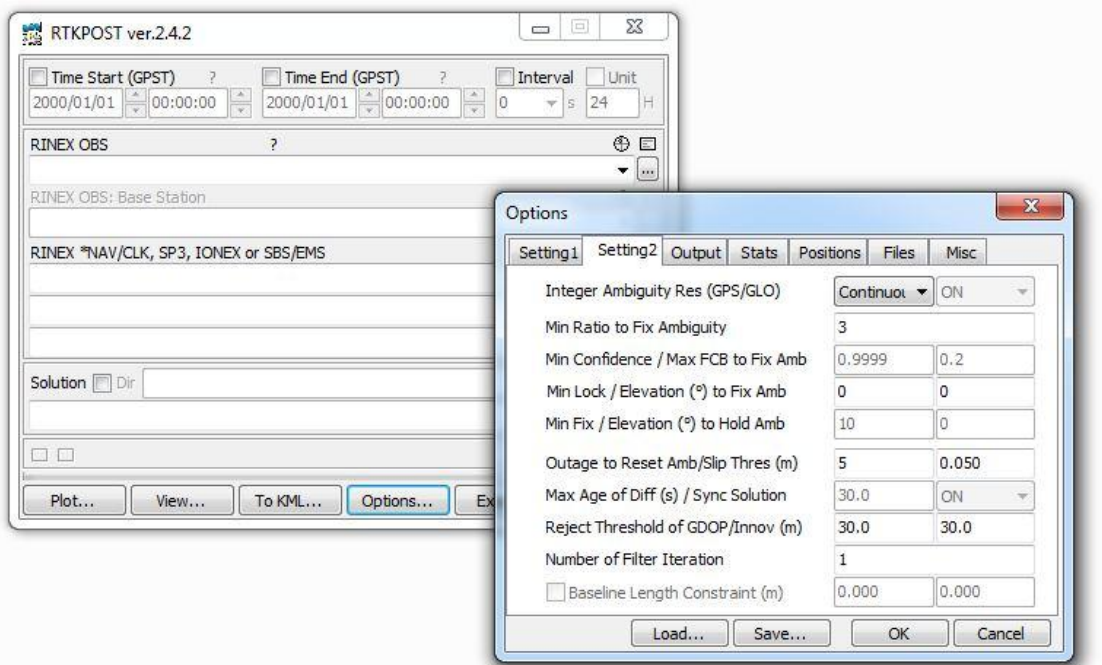 RTKPOST ver.2.4.2
Time Start (GPST) ? Time End (GPST) ? Interval Unit
2000/01/01 00:00:00 2000/01/01 00:00:00 0 s 24 H
RINEX OBS ?
...
RINEX OBS: Base Station
RINEX *NAV/CLK, SP3, IONEX or SBS/EMS
Solution Dir
Plot... View... To KML... Options... Ex
Options
Setting1 Setting2 Output Stats Positions Files Misc
Integer Ambiguity Res (GPS/GLO) Continuou ON
Min Ratio to Fix Ambiguity 3
Min Confidence / Max FCB to Fix Amb 0.9999 0.2
Min Lock / Elevation (°) to Fix Amb 0 0
Min Fix / Elevation (°) to Hold Amb 10 0
Outage to Reset Amb/Slip Thres (m) 5 0.050
Max Age of Diff (s) / Sync Solution 30.0 ON
Reject Threshold of GDOP/Innov (m) 30.0 30.0
Number of Filter Iteration 1
Baseline Length Constraint (m) 0.000 0.000
Load... Save... OK Cancel